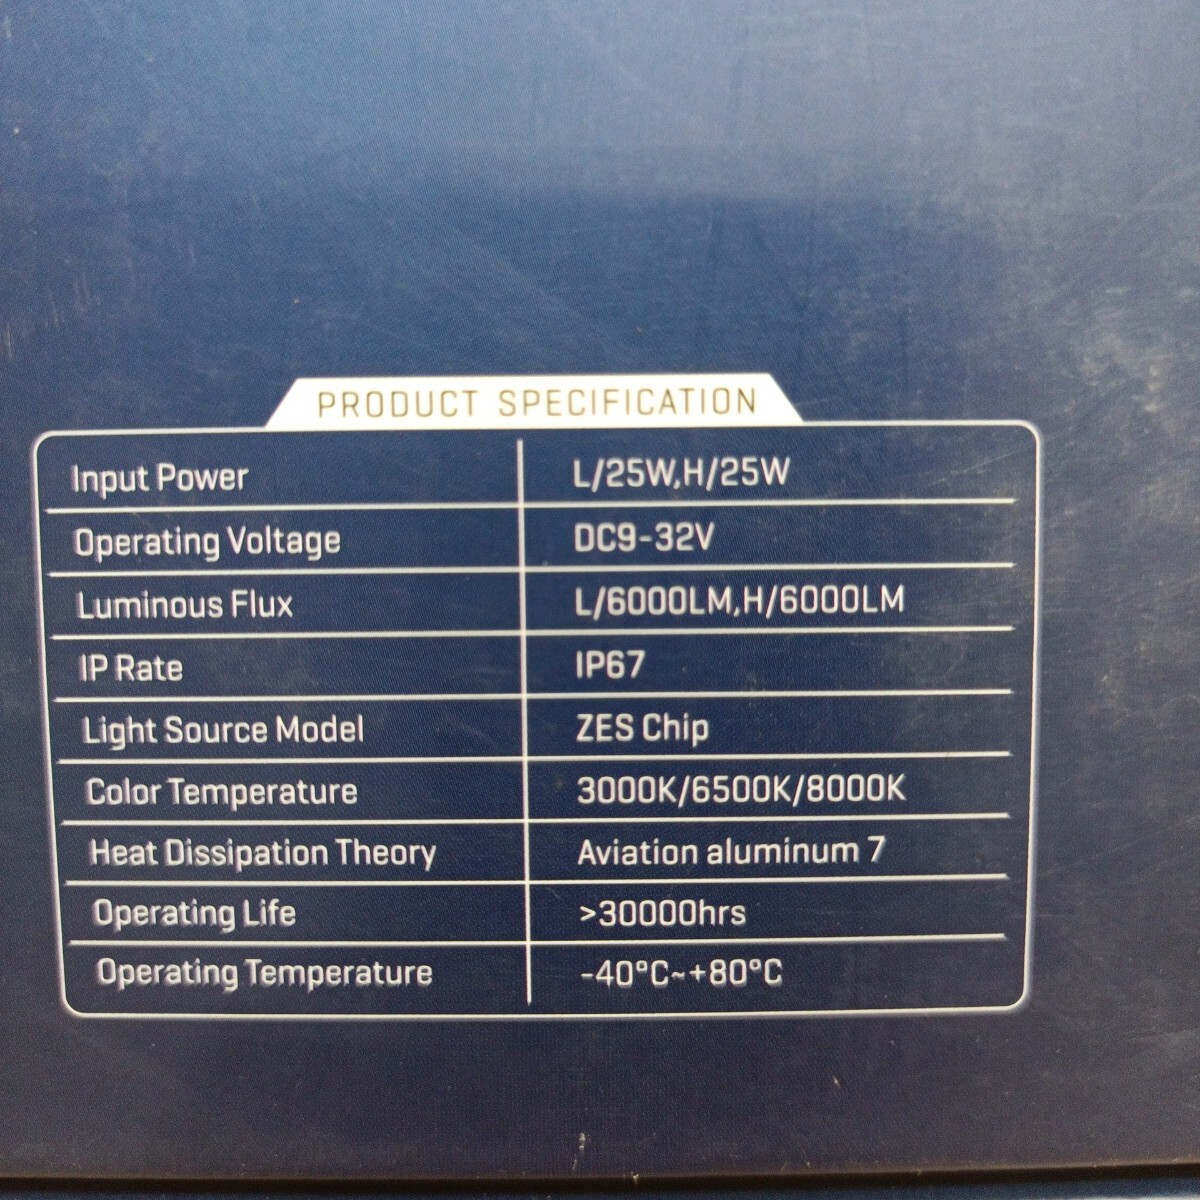 PRODUCT SPECIFICATION
Input Power L/25W,H/25W
Operating Voltage DC9-32V
Luminous Flux L/6000LM,H/6000LM
IP Rate IP67
Light Source Model ZES Chip
Color Temperature 3000K/6500K/8000K
Heat Dissipation Theory Aviation aluminum 7
Operating Life >30000hrs
Operating Temperature -40°C~+80°C